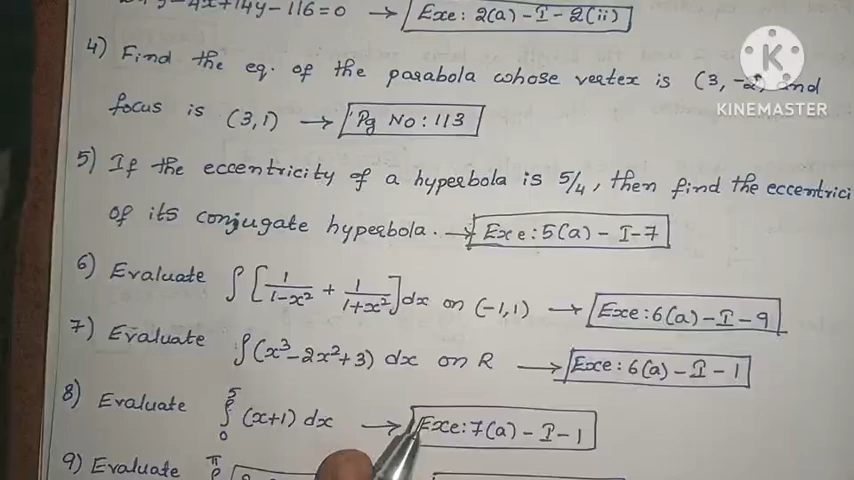 y-4x+14y-116=0 → Exe: 2(a)-I-2(ii)
4) Find the eq. of the parabola whose vertex is (3,-2) and
focus is (3,1) → Pg No:113
5) If the eccentricity of a hyperbola is 5/4, then find the eccentrici
of its conjugate hyperbola. → Exe:5(a)-I-7
6) Evaluate ∫[1/1-x² + 1/1+x²]dx on (-1,1) → Exe:6(a)-I-9
7) Evaluate ∫(x³-2x²+3) dx on R → Exe:6(a)-I-1
8) Evaluate ∫₀⁵(x+1) dx → Exe:7(a)-I-1
9) Evaluate π
KINEMASTER